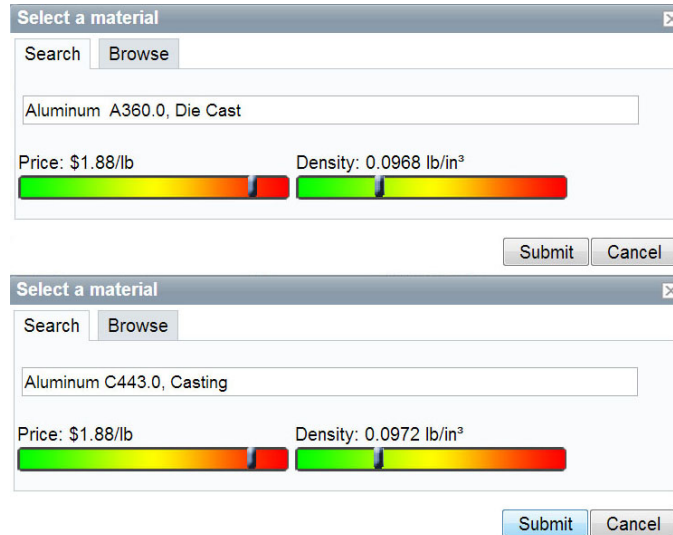 Select a material
Search Browse
Aluminum  A360.0, Die Cast
Price: $1.88/lb Density: 0.0968 lb/in³
Submit Cancel
Select a material
Search Browse
Aluminum C443.0, Casting
Price: $1.88/lb Density: 0.0972 lb/in³
Submit Cancel